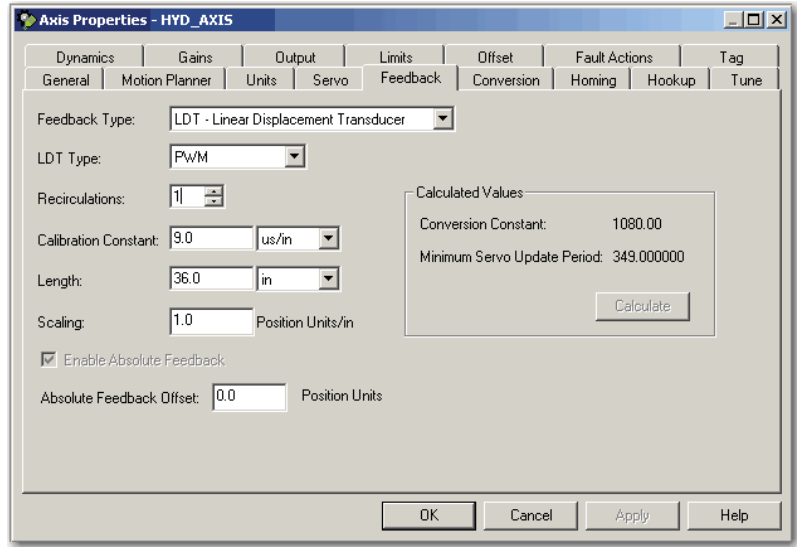 Axis Properties - HYD_AXIS
Dynamics Gains Output Limits Offset Fault Actions Tag
General Motion Planner Units Servo Feedback Conversion Homing Hookup Tune
Feedback Type: LDT - Linear Displacement Transducer
LDT Type: PWM
Recirculations: 1
Calibration Constant: 9.0 us/in
Length: 36.0 in
Scaling: 1.0 Position Units/in
Enable Absolute Feedback
Absolute Feedback Offset: 0.0 Position Units
Calculated Values
Conversion Constant: 1080.00
Minimum Servo Update Period: 349.000000
Calculate
OK Cancel Apply Help